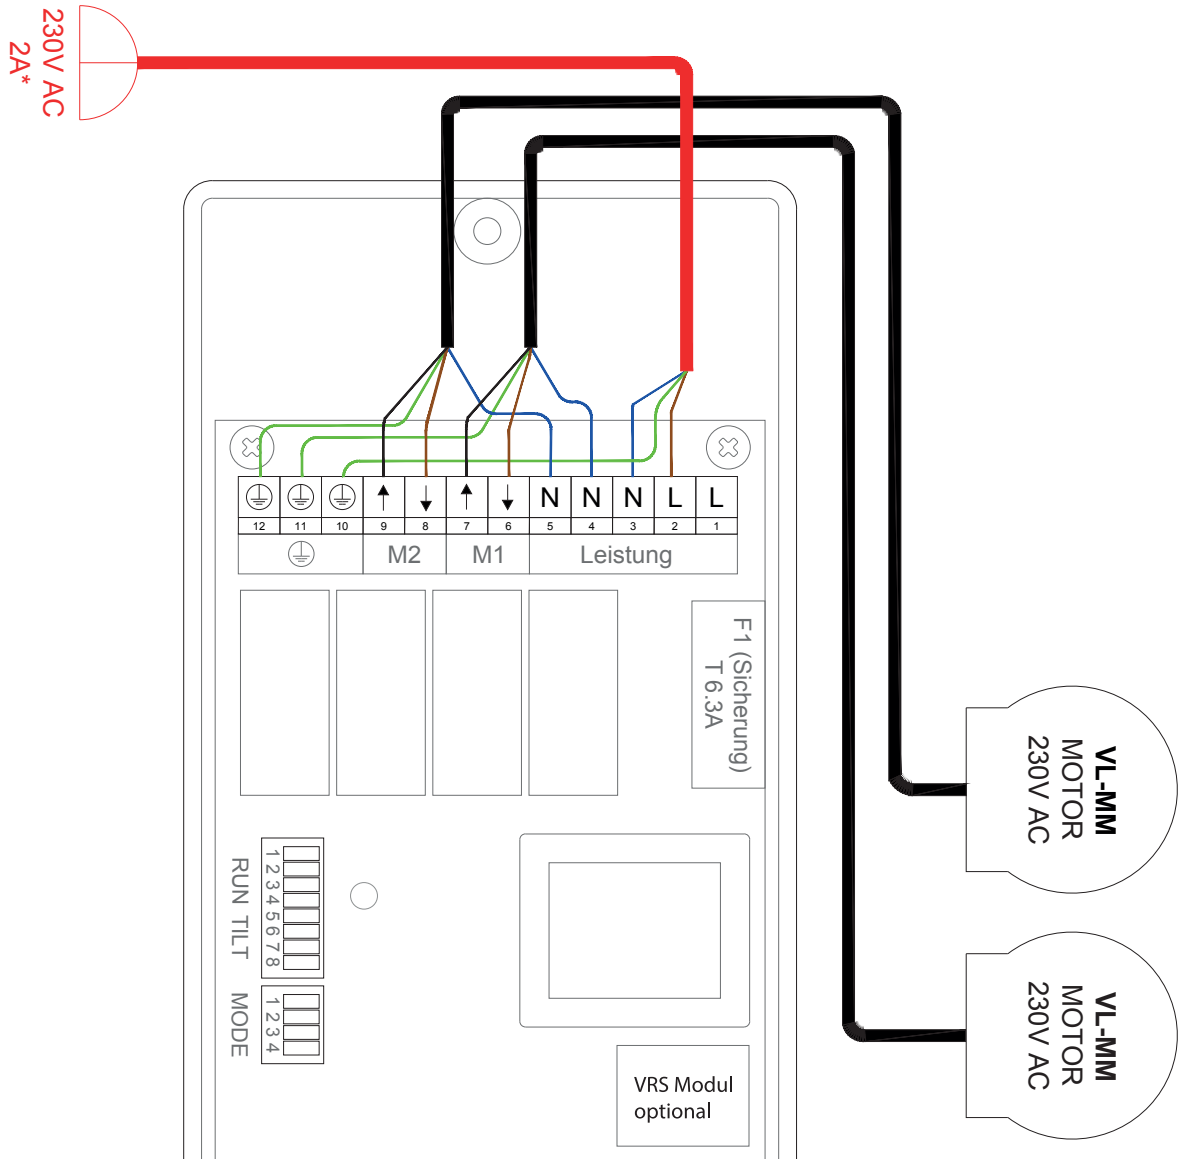 230V AC
2A*
N N N L L
12 11 10 9 8 7 6 5 4 3 2 1
M2 M1 Leistung
F1 (Sicherung)
T 6.3A
VL-MM
MOTOR
230V AC
1 2 3 4 5 6 7 8
RUN TILT
VL-MM
MOTOR
230V AC
1 2 3 4
MODE
VRS Modul
optional